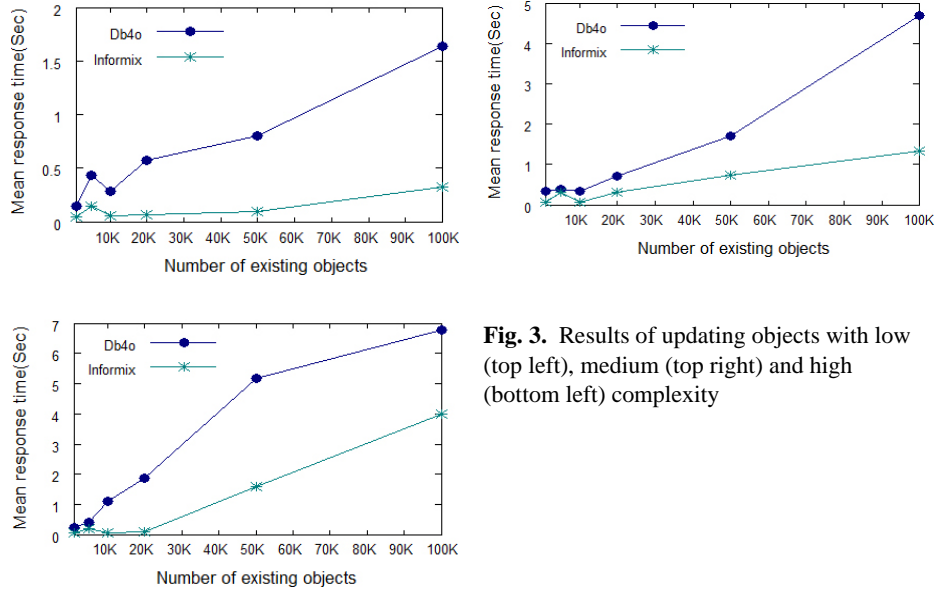 2
1.5
1
0.5
0
Mean response time(Sec)
Db4o
Informix
10K 20K 30K 40K 50K 60K 70K 80K 90K 100K
Number of existing objects
5
4
3
2
1
0
Mean response time(Sec)
Db4o
Informix
10K 20K 30K 40K 50K 60K 70K 80K 90K 100K
Number of existing objects
7
6
5
4
3
2
1
0
Mean response time(Sec)
Db4o
Informix
10K 20K 30K 40K 50K 60K 70K 80K 90K 100K
Number of existing objects
Fig. 3. Results of updating objects with low
(top left), medium (top right) and high
(bottom left) complexity